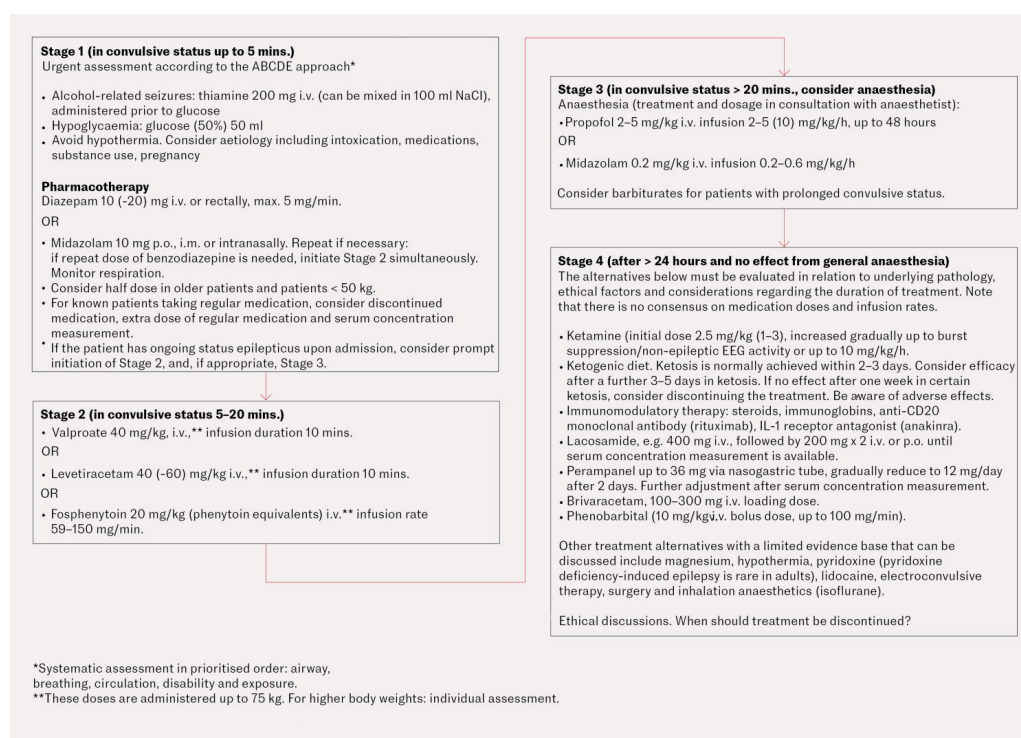 Stage 1 (in convulsive status up to 5 mins.)
Urgent assessment according to the ABCDE approach*
• Alcohol-related seizures: thiamine 200 mg i.v. (can be mixed in 100 ml NaCl),
administered prior to glucose
• Hypoglycaemia: glucose (50%) 50 ml
• Avoid hypothermia. Consider aetiology including intoxication, medications,
substance use, pregnancy
Pharmacotherapy
Diazepam 10 (-20) mg i.v. or rectally, max. 5 mg/min.
OR
• Midazolam 10 mg p.o., i.m. or intranasally. Repeat if necessary:
if repeat dose of benzodiazepine is needed, initiate Stage 2 simultaneously.
Monitor respiration.
• Consider half dose in older patients and patients < 50 kg.
• For known patients taking regular medication, consider discontinued
medication, extra dose of regular medication and serum concentration
measurement.
• If the patient has ongoing status epilepticus upon admission, consider prompt
initiation of Stage 2, and, if appropriate, Stage 3.
Stage 2 (in convulsive status 5–20 mins.)
• Valproate 40 mg/kg, i.v.,** infusion duration 10 mins.
OR
• Levetiracetam 40 (-60) mg/kg i.v.,** infusion duration 10 mins.
OR
• Fosphenytoin 20 mg/kg (phenytoin equivalents) i.v.** infusion rate
59–150 mg/min.
Stage 3 (in convulsive status > 20 mins., consider anaesthesia)
Anaesthesia (treatment and dosage in consultation with anaesthetist):
• Propofol 2–5 mg/kg i.v. infusion 2–5 (10) mg/kg/h, up to 48 hours
OR
• Midazolam 0.2 mg/kg i.v. infusion 0.2–0.6 mg/kg/h
Consider barbiturates for patients with prolonged convulsive status.
Stage 4 (after > 24 hours and no effect from general anaesthesia)
The alternatives below must be evaluated in relation to underlying pathology,
ethical factors and considerations regarding the duration of treatment. Note
that there is no consensus on medication doses and infusion rates.
• Ketamine (initial dose 2.5 mg/kg (1–3), increased gradually up to burst
suppression/non-epileptic EEG activity or up to 10 mg/kg/h.
• Ketogenic diet. Ketosis is normally achieved within 2–3 days. Consider efficacy
after a further 3–5 days in ketosis. If no effect after one week in certain
ketosis, consider discontinuing the treatment. Be aware of adverse effects.
• Immunomodulatory therapy: steroids, immunoglobins, anti-CD20
monoclonal antibody (rituximab), IL-1 receptor antagonist (anakinra).
• Lacosamide, e.g. 400 mg i.v., followed by 200 mg x 2 i.v. or p.o. until
serum concentration measurement is available.
• Perampanel up to 36 mg via nasogastric tube, gradually reduce to 12 mg/day
after 2 days. Further adjustment after serum concentration measurement.
• Brivaracetam, 100–300 mg i.v. loading dose.
• Phenobarbital (10 mg/kg i.v. bolus dose, up to 100 mg/min).
Other treatment alternatives with a limited evidence base that can be
discussed include magnesium, hypothermia, pyridoxine (pyridoxine
deficiency-induced epilepsy is rare in adults), lidocaine, electroconvulsive
therapy, surgery and inhalation anaesthetics (isoflurane).
Ethical discussions. When should treatment be discontinued?
*Systematic assessment in prioritised order: airway,
breathing, circulation, disability and exposure.
**These doses are administered up to 75 kg. For higher body weights: individual assessment.